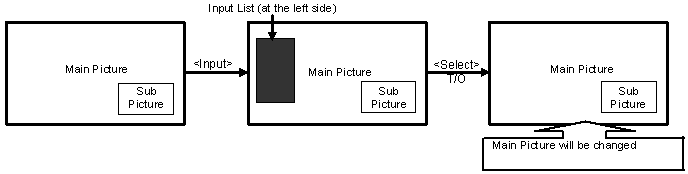 Input List (at the left side)
Main Picture
Sub
Picture
<Input>
Main Picture
Sub
Picture
<Select>
T/O
Main Picture
Sub
Picture
Main Picture will be changed